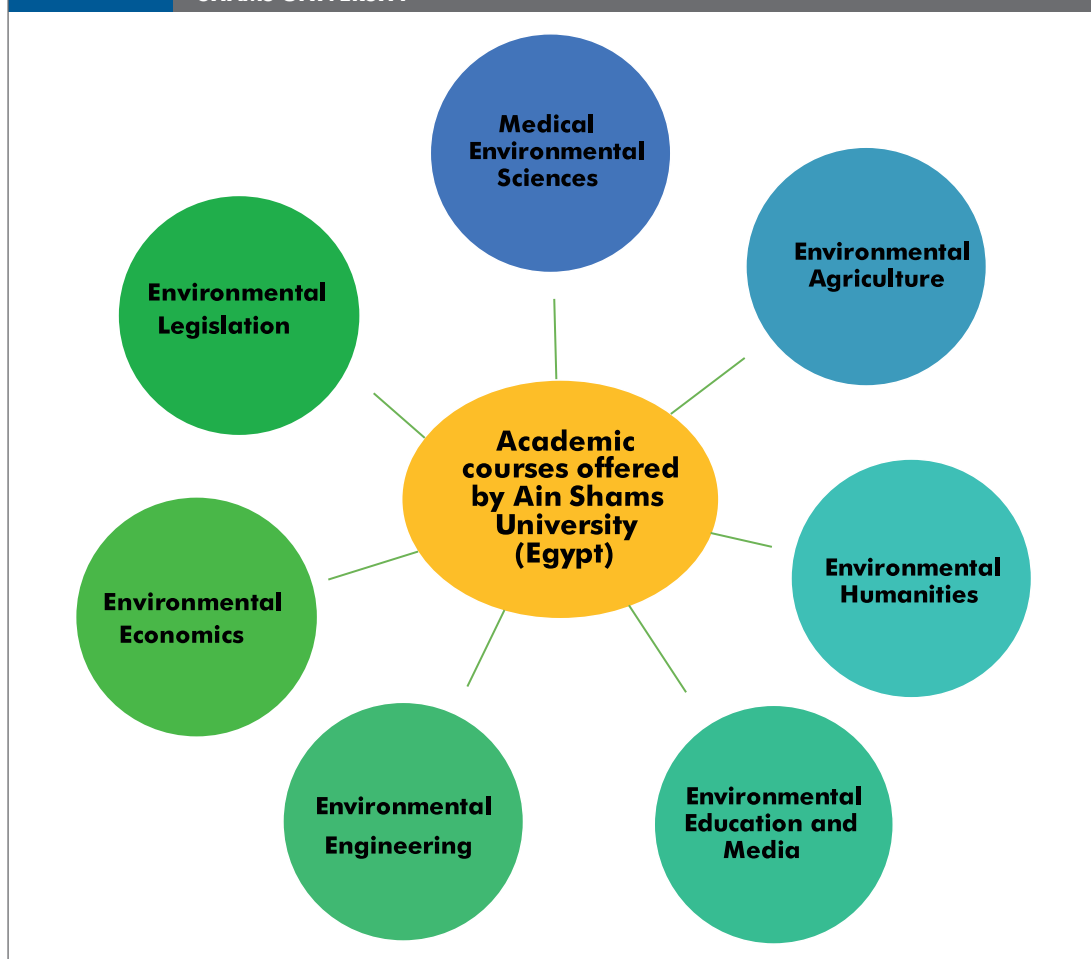 Medical
Environmental
Sciences
Environmental
Agriculture
Environmental
Legislation
Academic
courses offered
by Ain Shams
University
(Egypt)
Environmental
Humanities
Environmental
Economics
Environmental
Education and
Media
Environmental
Engineering